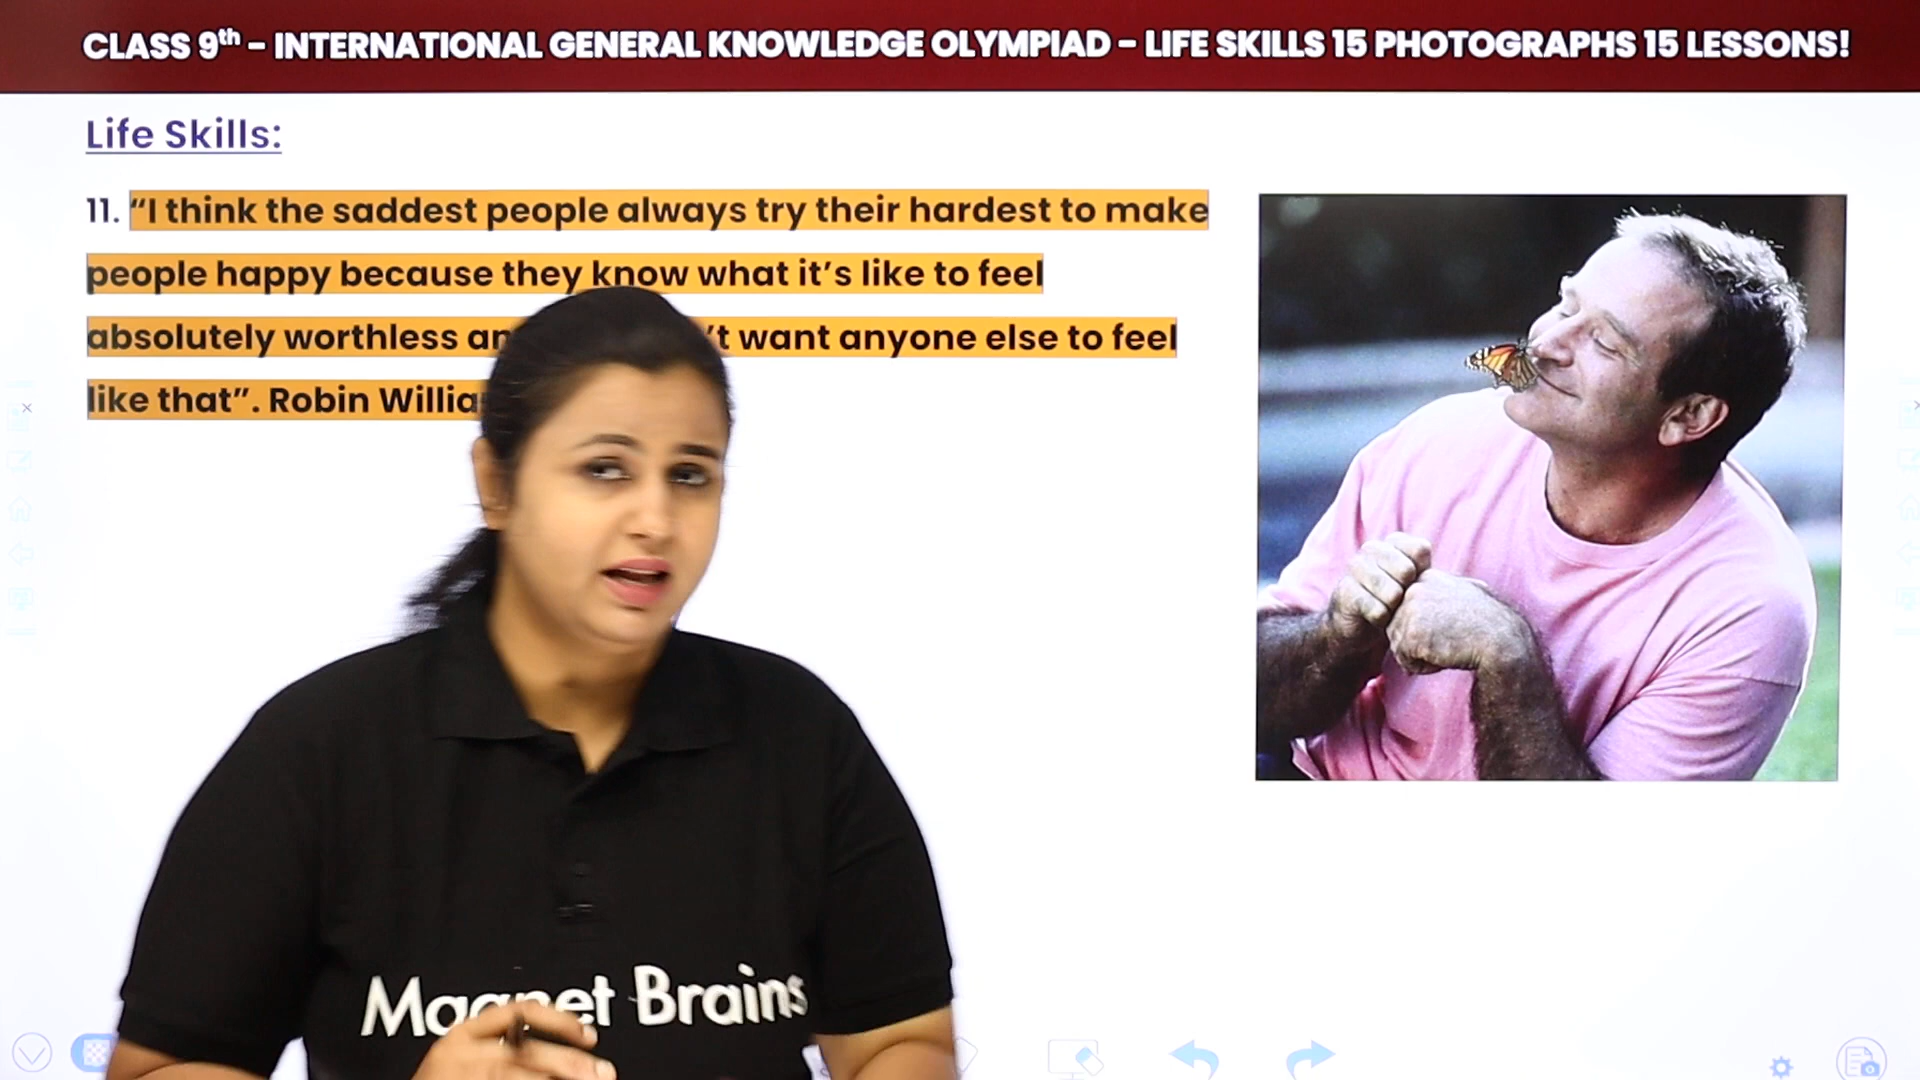 CLASS 9th – INTERNATIONAL GENERAL KNOWLEDGE OLYMPIAD – LIFE SKILLS 15 PHOTOGRAPHS 15 LESSONS!
Life Skills:
11. “I think the saddest people always try their hardest to make
people happy because they know what it’s like to feel
absolutely worthless an ’t want anyone else to feel
like that”. Robin Willia
Magnet Brains